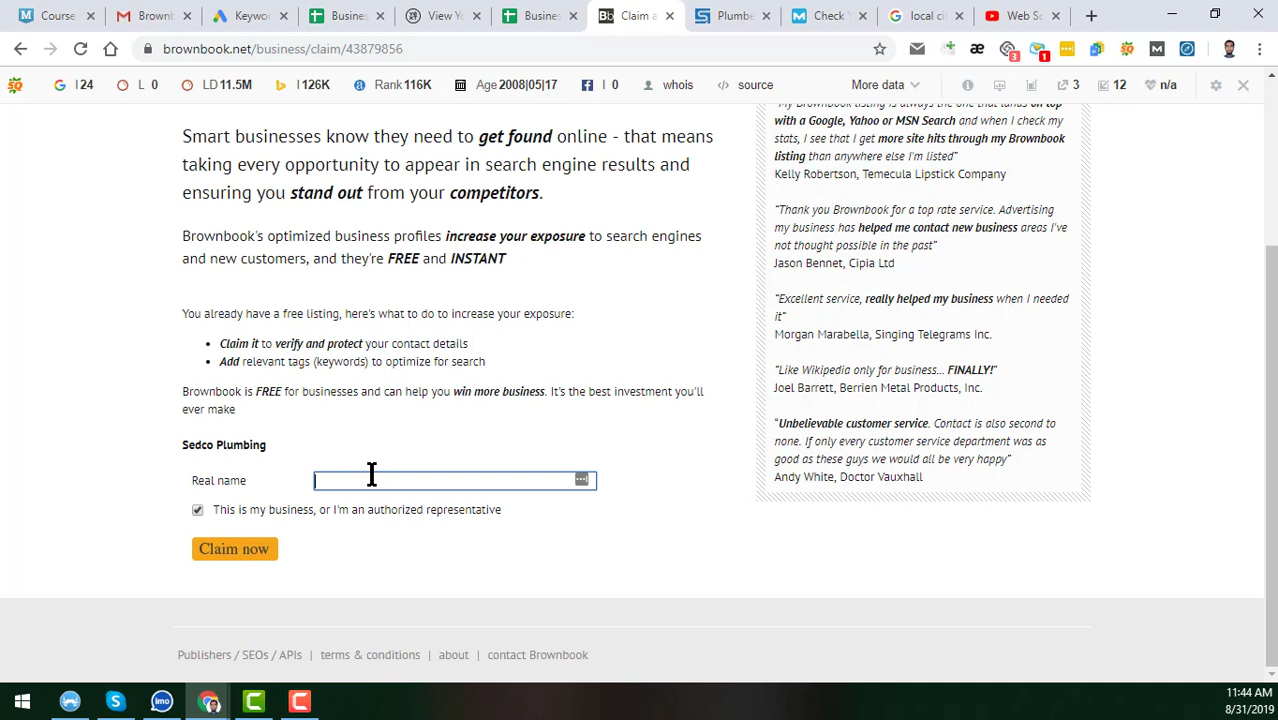 Course
Brownb
Keywor
Busines
View Yo
Busines
Bb
Claim a
Plumbe
Check Y
local cit
Web Sc
brownbook.net/business/claim/43879856
3
1
I 24
L 0
LD 11.5M
I 126K
Rank 116K
Age 2008|05|17
I 0
whois
source
More data
3
12
n/a
"My Brownbook listing is always the one that lands on top
with a Google, Yahoo or MSN Search and when I check my
stats, I see that I get more site hits through my Brownbook
listing than anywhere else I'm listed"
Kelly Robertson, Temecula Lipstick Company
"Thank you Brownbook for a top rate service. Advertising
my business has helped me contact new business areas I've
not thought possible in the past"
Jason Bennet, Cipia Ltd
"Excellent service, really helped my business when I needed
it"
Morgan Marabella, Singing Telegrams Inc.
"Like Wikipedia only for business... FINALLY!"
Joel Barrett, Berrien Metal Products, Inc.
"Unbelievable customer service. Contact is also second to
none. If only every customer service department was as
good as these guys we would all be very happy"
Andy White, Doctor Vauxhall
Smart businesses know they need to get found online - that means
taking every opportunity to appear in search engine results and
ensuring you stand out from your competitors.
Brownbook's optimized business profiles increase your exposure to search engines
and new customers, and they're FREE and INSTANT
You already have a free listing, here's what to do to increase your exposure:
• Claim it to verify and protect your contact details
• Add relevant tags (keywords) to optimize for search
Brownbook is FREE for businesses and can help you win more business. It's the best investment you'll
ever make
Sedco Plumbing
Real name
This is my business, or I'm an authorized representative
Claim now
Publishers / SEOs / APIs | terms & conditions | about | contact Brownbook
imo
11:44 AM
8/31/2019